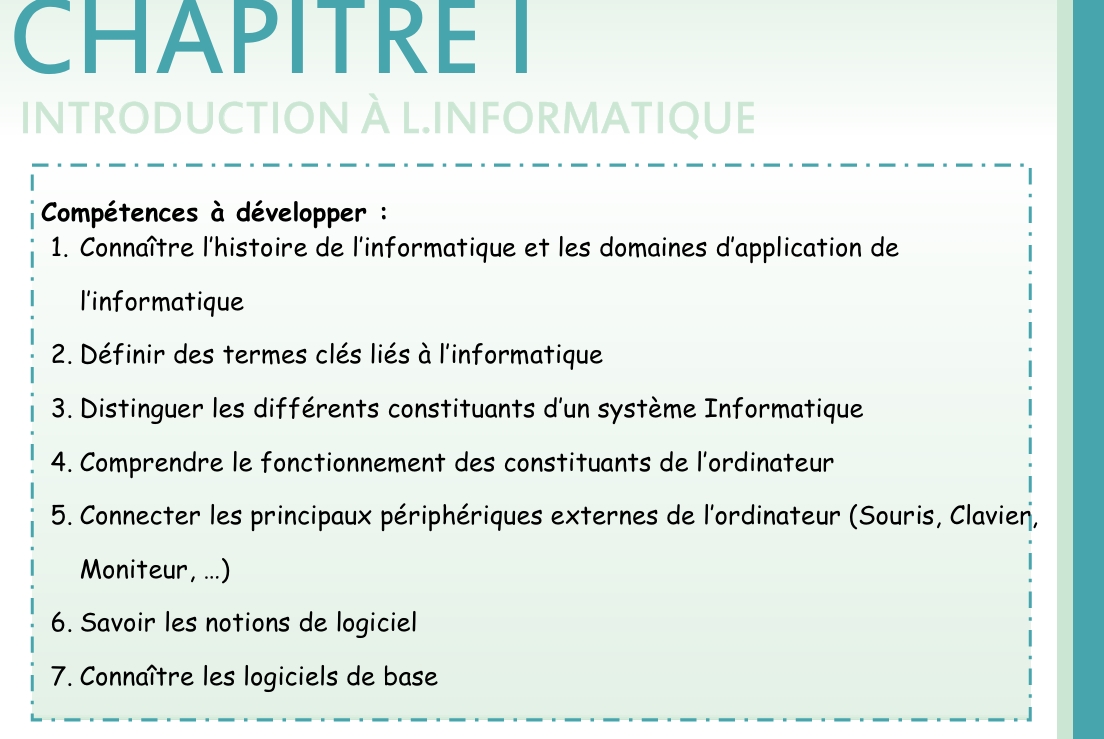 CHAPITRE I
INTRODUCTION À L.INFORMATIQUE
Compétences à développer :
1. Connaître l’histoire de l’informatique et les domaines d’application de
l’informatique
2. Définir des termes clés liés à l’informatique
3. Distinguer les différents constituants d’un système Informatique
4. Comprendre le fonctionnement des constituants de l’ordinateur
5. Connecter les principaux périphériques externes de l’ordinateur (Souris, Clavier,
Moniteur, …)
6. Savoir les notions de logiciel
7. Connaître les logiciels de base